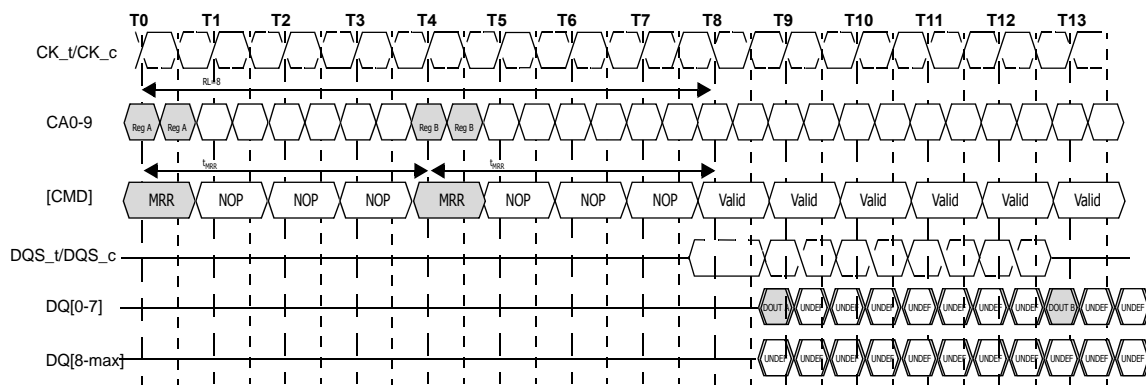 T0 T1 T2 T3 T4 T5 T6 T7 T8 T9 T10 T11 T12 T13
CK_t/CK_c
RL=8
CA0-9 Reg A Reg A Reg B Reg B
tMRR tMRR
[CMD] MRR NOP NOP NOP MRR NOP NOP NOP Valid Valid Valid Valid Valid Valid
DQS_t/DQS_c
DQ[0-7] DOUT UNDEF UNDEF UNDEF UNDEF UNDEF UNDEF UNDEF DOUT B UNDEF UNDEF
DQ[8-max] UNDEF UNDEF UNDEF UNDEF UNDEF UNDEF UNDEF UNDEF UNDEF UNDEF UNDEF